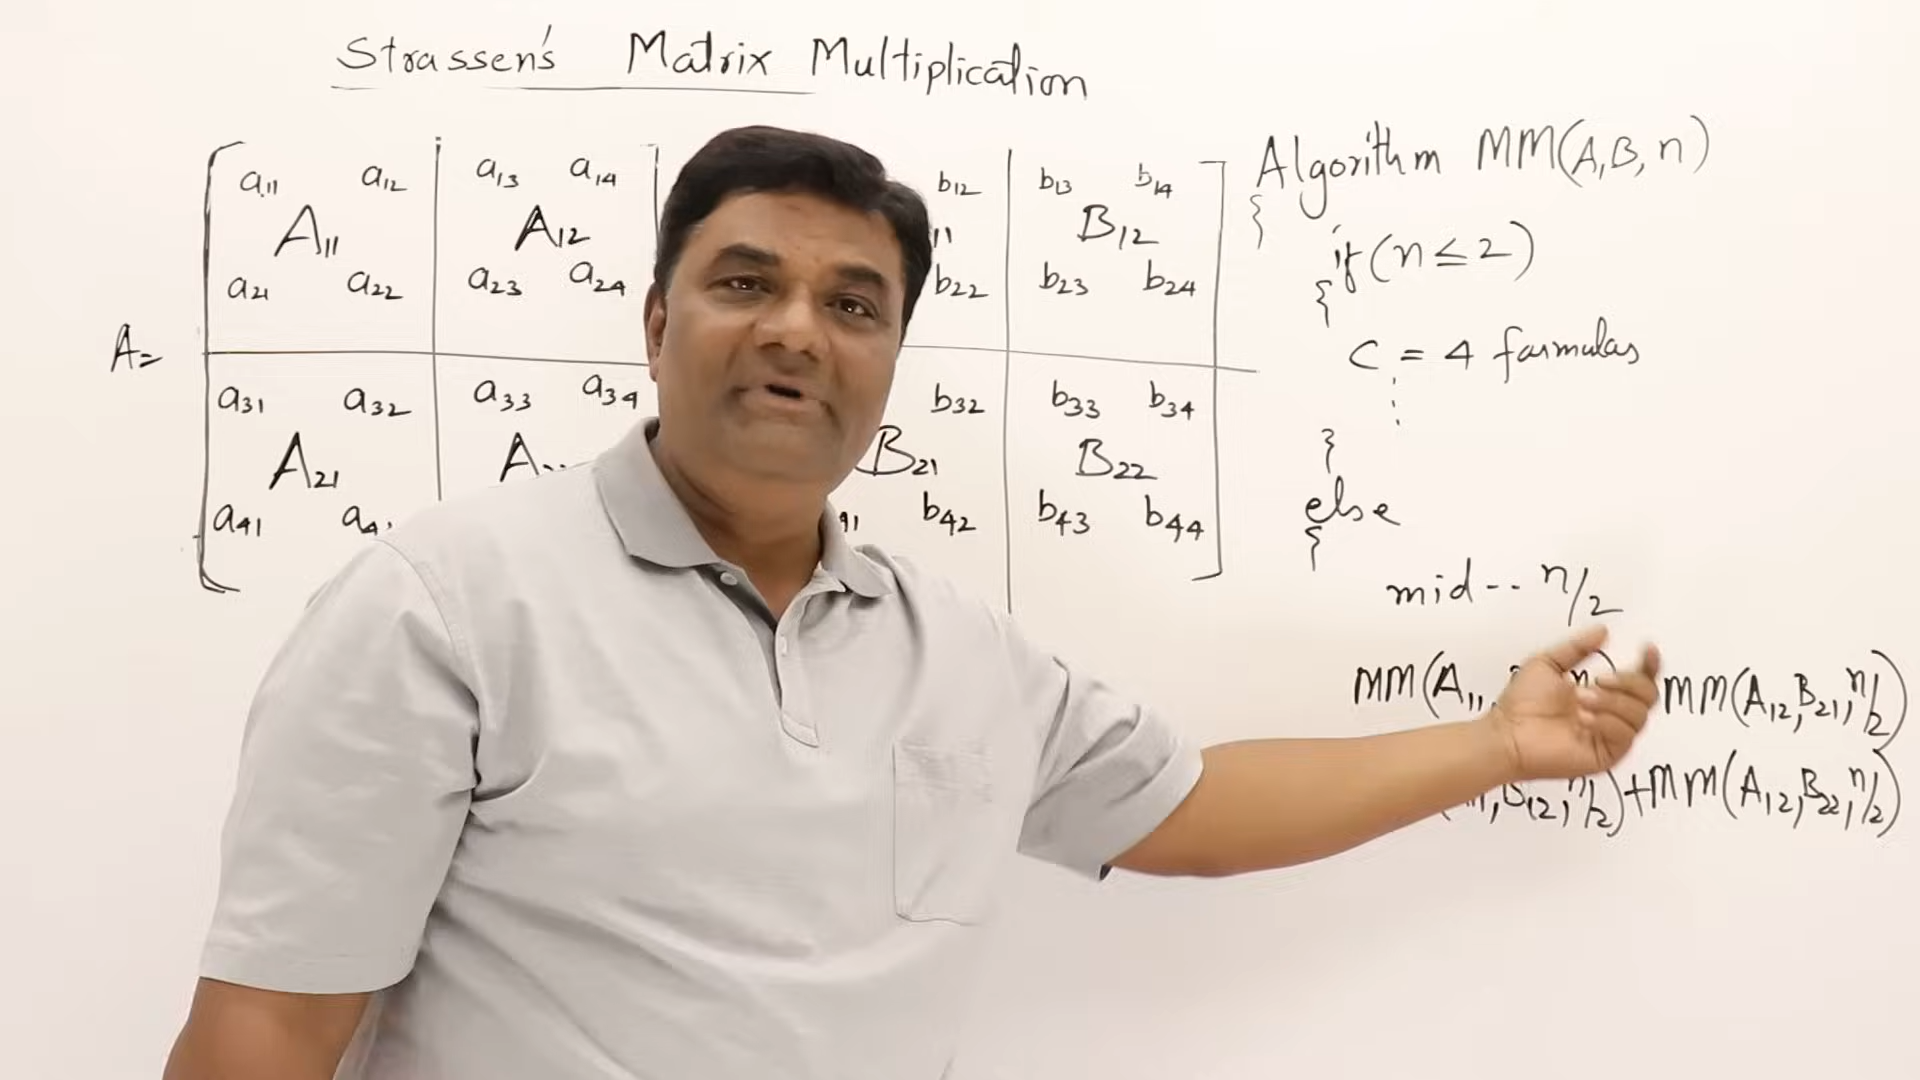 Strassen's Matrix Multiplication
a11 a12 a13 a14 b12 b13 b14
A11 A12 11 B12
a21 a22 a23 a24 b22 b23 b24
A=
a31 a32 a33 a34 b32 b33 b34
A21 B21 B22
a41 b42 b43 b44
Algorithm MM(A,B,n)
{
if(n≤2)
{
C = 4 farmulas
}
else
{
mid -- n/2
MM(A11, MM(A12,B21,n/2)
,B12,n/2)+MM(A12,B22,n/2)